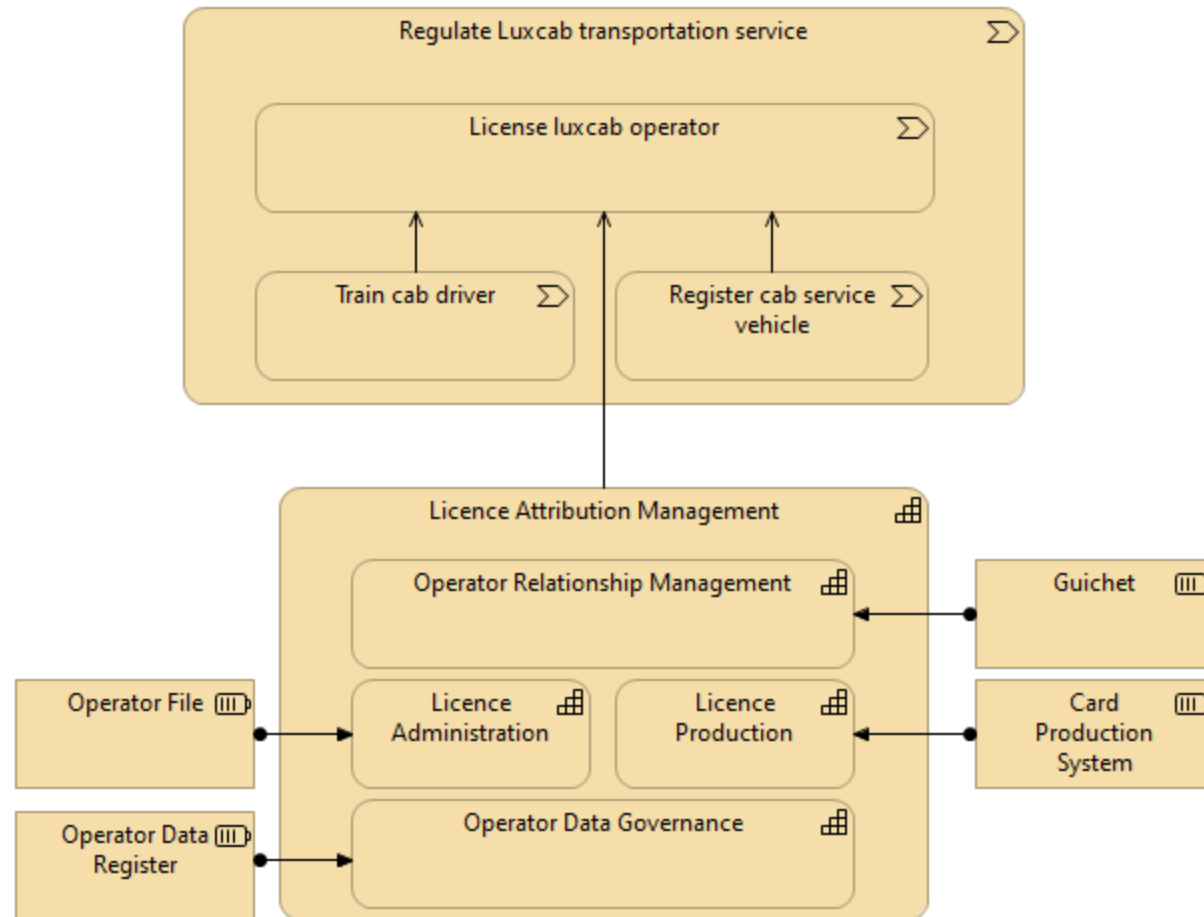 Regulate Luxcab transportation service
License luxcab operator
Train cab driver
Register cab service
vehicle
Licence Attribution Management
Operator Relationship Management
Guichet
Operator File
Licence
Administration
Licence
Production
Card
Production
System
Operator Data
Register
Operator Data Governance